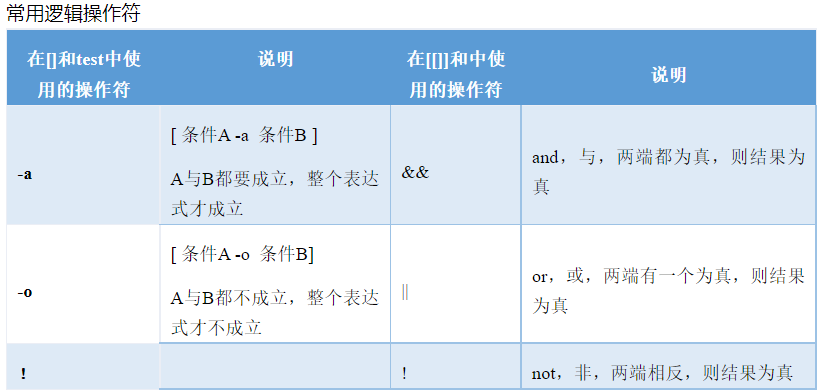 常用逻辑操作符
在[]和test中使
用的操作符
说明
在[[]]和中使
用的操作符
说明
-a
[ 条件A -a 条件B ]
A与B都要成立，整个表达
式才成立
&&
and，与，两端都为真，则结果为
真
-o
[ 条件A -o 条件B]
A与B都不成立，整个表达
式才不成立
||
or，或，两端有一个为真，则结果
为真
!
!
not，非，两端相反，则结果为真